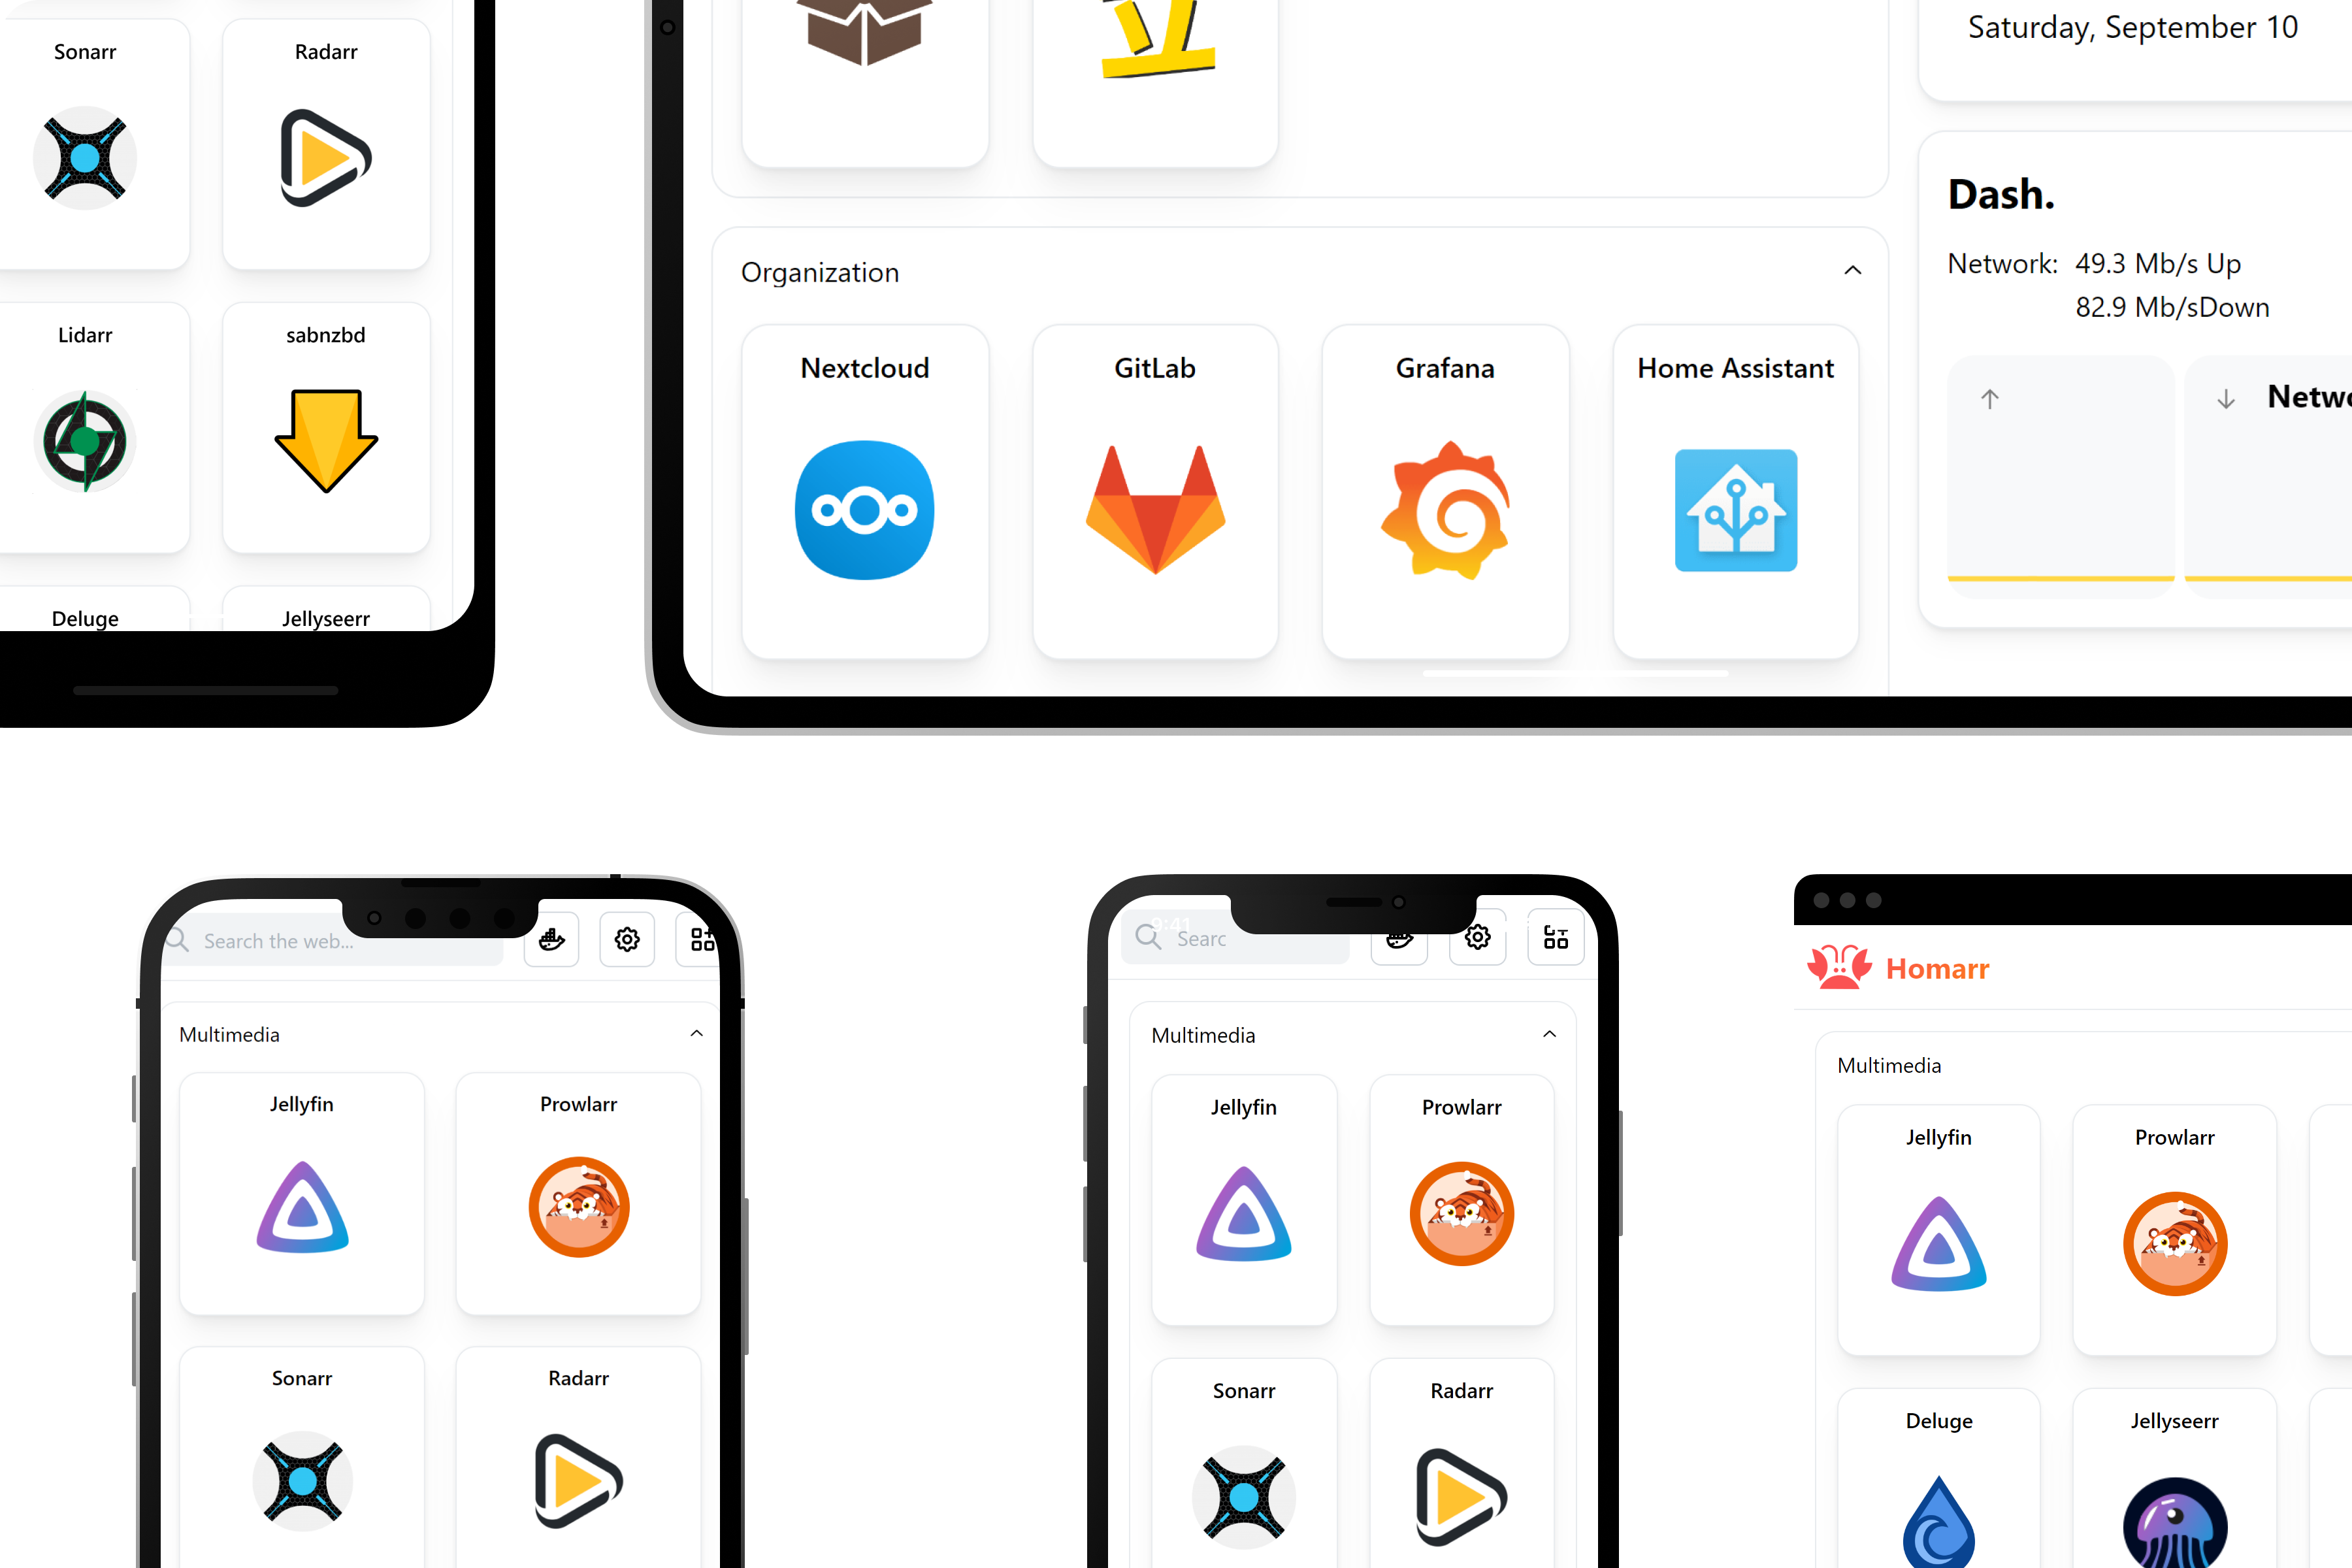 Sonarr
Radarr
Lidarr
sabnzbd
Deluge
Jellyseerr
Organization
Nextcloud
GitLab
Grafana
Home Assistant
Saturday, September 10
Dash.
Network: 49.3 Mb/s Up
82.9 Mb/sDown
Netwo
Search the web...
Multimedia
Jellyfin
Prowlarr
Sonarr
Radarr
9:41
Searc
Multimedia
Jellyfin
Prowlarr
Sonarr
Radarr
Homarr
Multimedia
Jellyfin
Prowlarr
Deluge
Jellyseerr